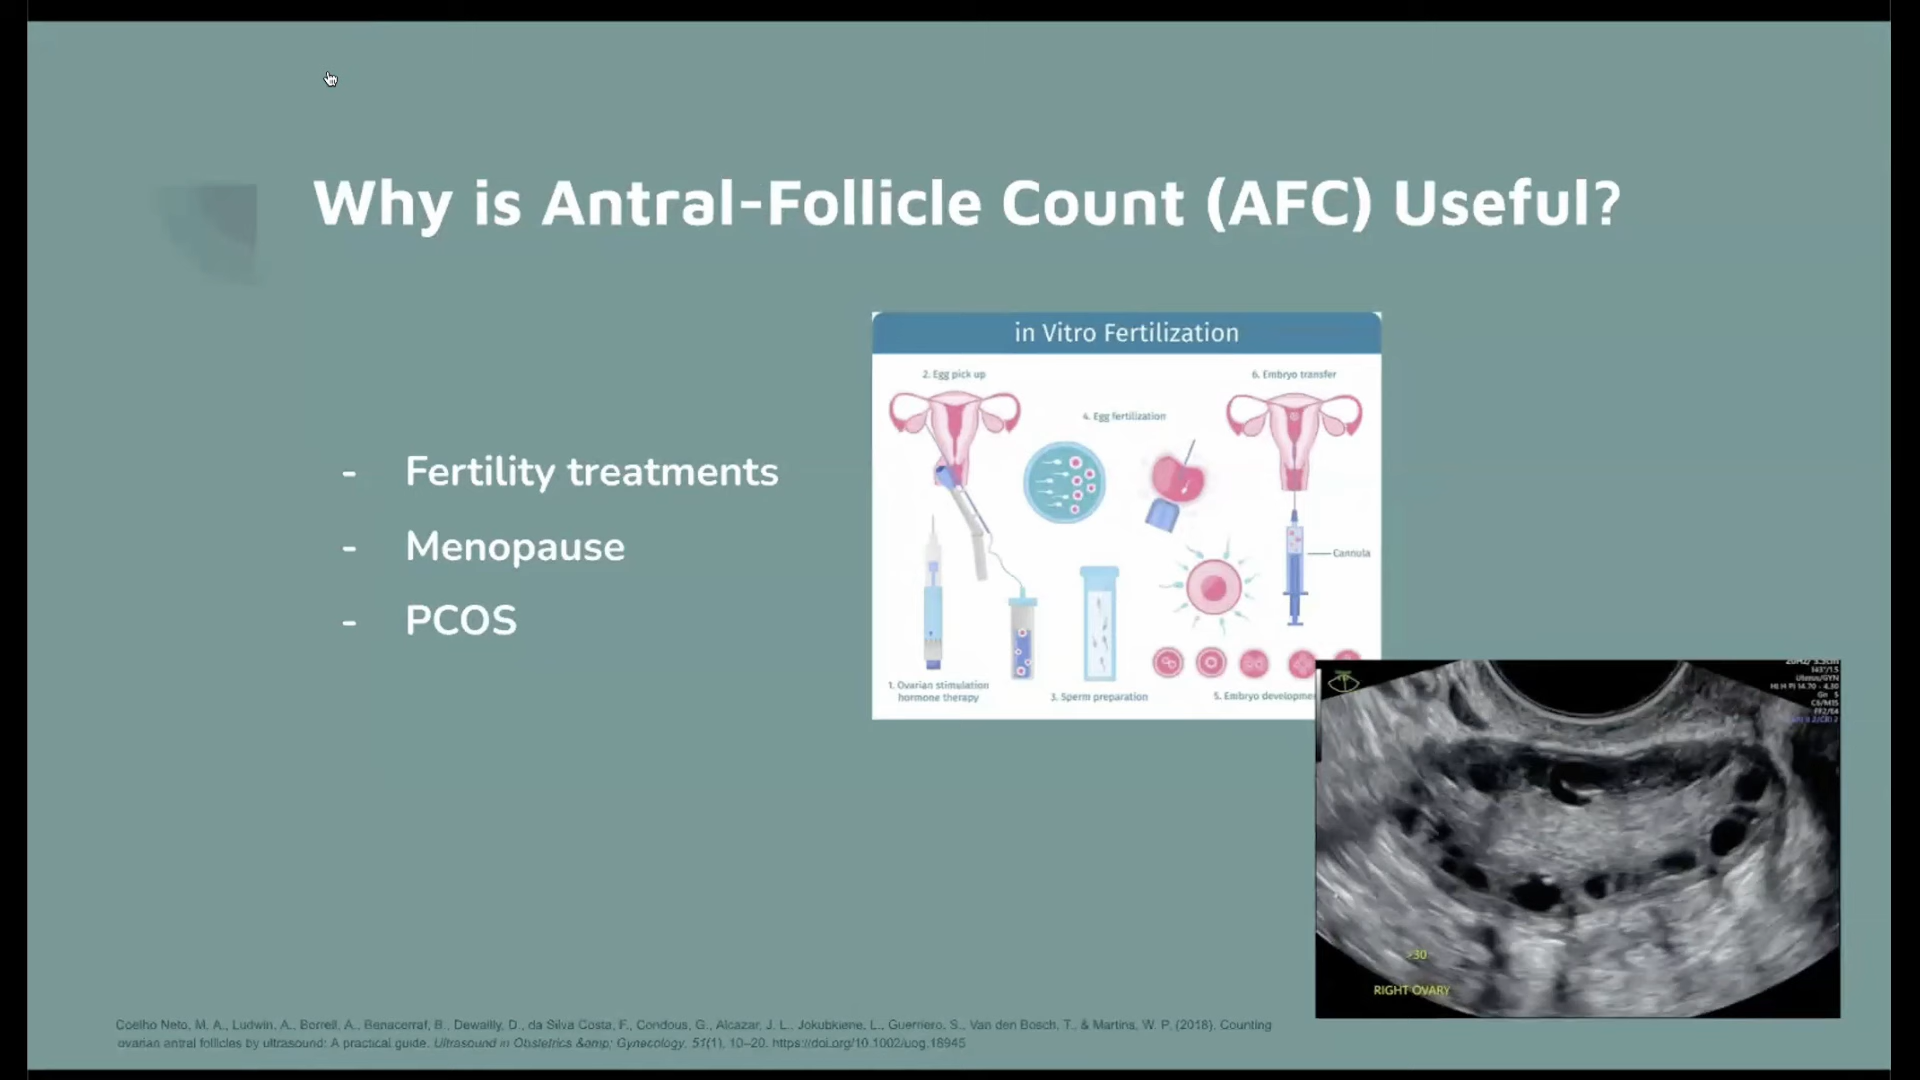 Why is Antral-Follicle Count (AFC) Useful?
- Fertility treatments
- Menopause
- PCOS
in Vitro Fertilization
2. Egg pick up
6. Embryo transfer
4. Egg fertilization
Cannula
1. Ovarian stimulation
hormone therapy
3. Sperm preparation
5. Embryo developme
Uterus/GYN
>30
RIGHT OVARY
Coelho Neto, M. A., Ludwin, A., Borrell, A., Benacerraf, B., Dewailly, D., da Silva Costa, F., Condous, G., Alcazar, J. L., Jokubkiene, L., Guerriero, S., Van den Bosch, T., & Martins, W. P. (2018). Counting
ovarian antral follicles by ultrasound: A practical guide. Ultrasound in Obstetrics &amp; Gynecology, 51(1), 10–20. https://doi.org/10.1002/uog.18945